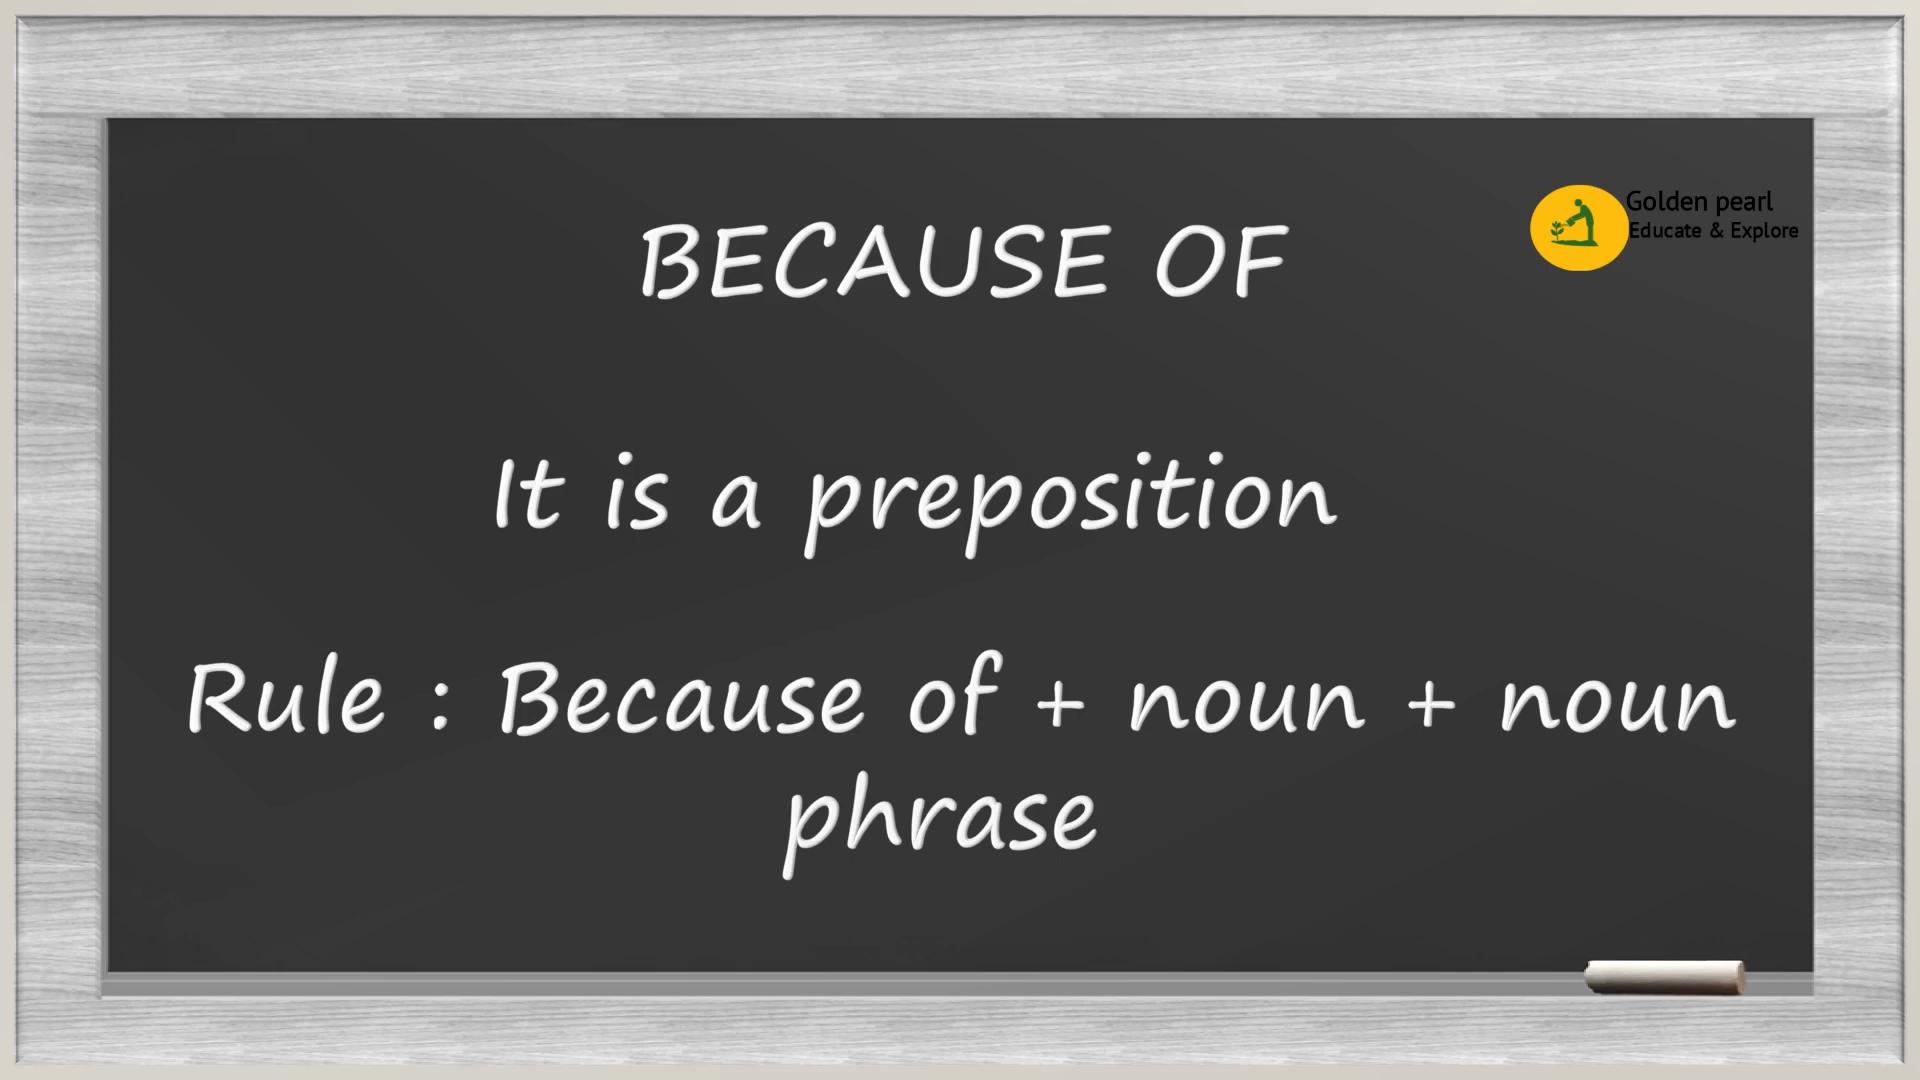 Golden pearl
Educate & Explore
BECAUSE OF
It is a preposition
Rule : Because of + noun + noun
phrase